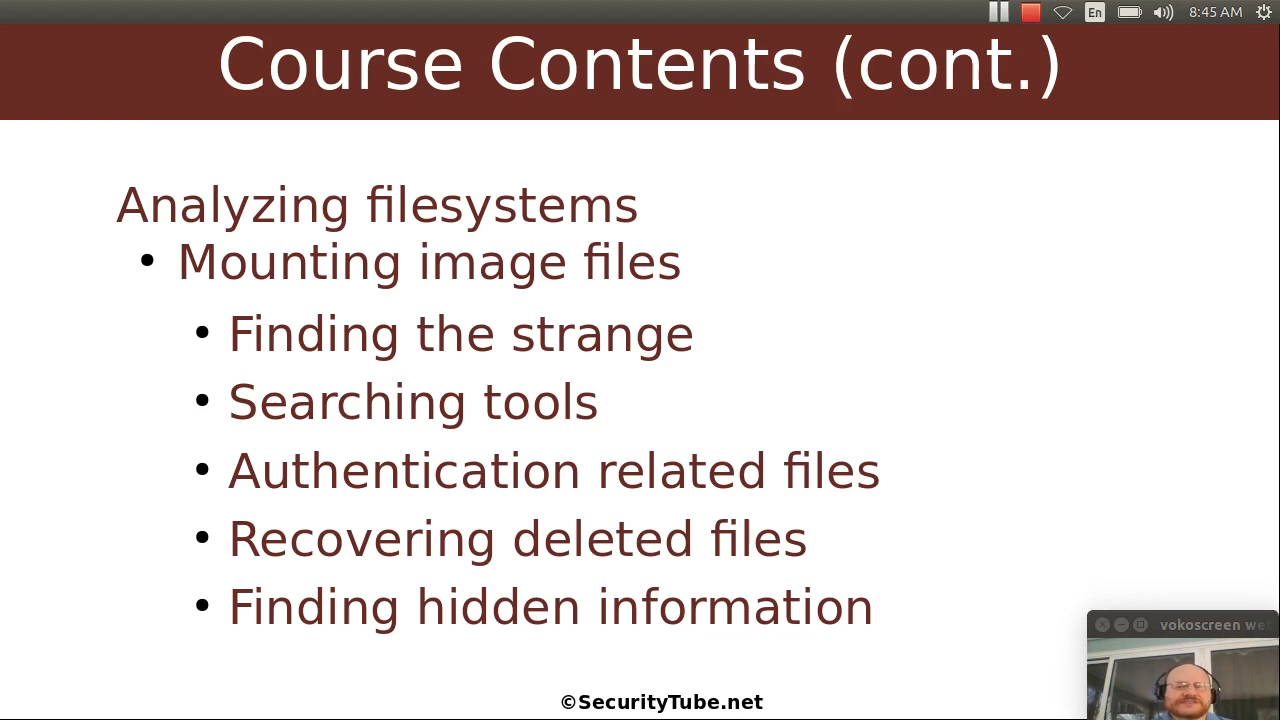 En
8:45 AM
Course Contents (cont.)
Analyzing filesystems
• Mounting image files
• Finding the strange
• Searching tools
• Authentication related files
• Recovering deleted files
• Finding hidden information
vokoscreen
©SecurityTube.net